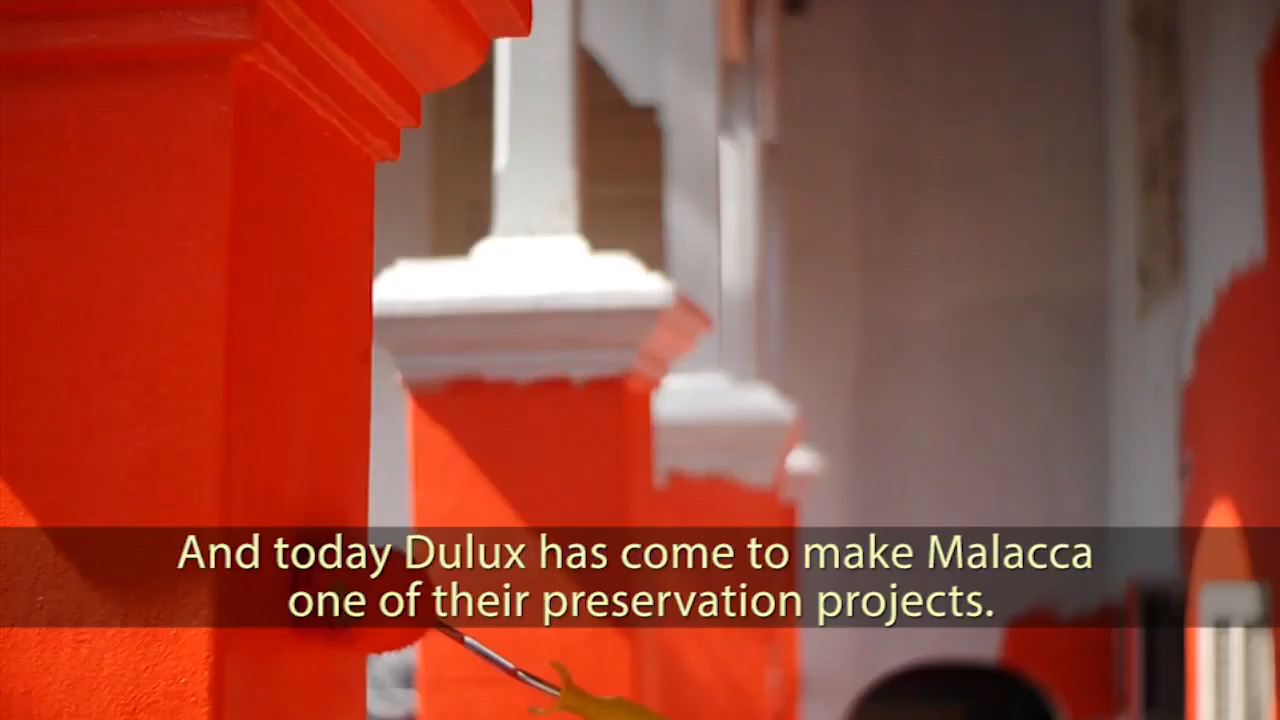 And today Dulux has come to make Malacca
one of their preservation projects.